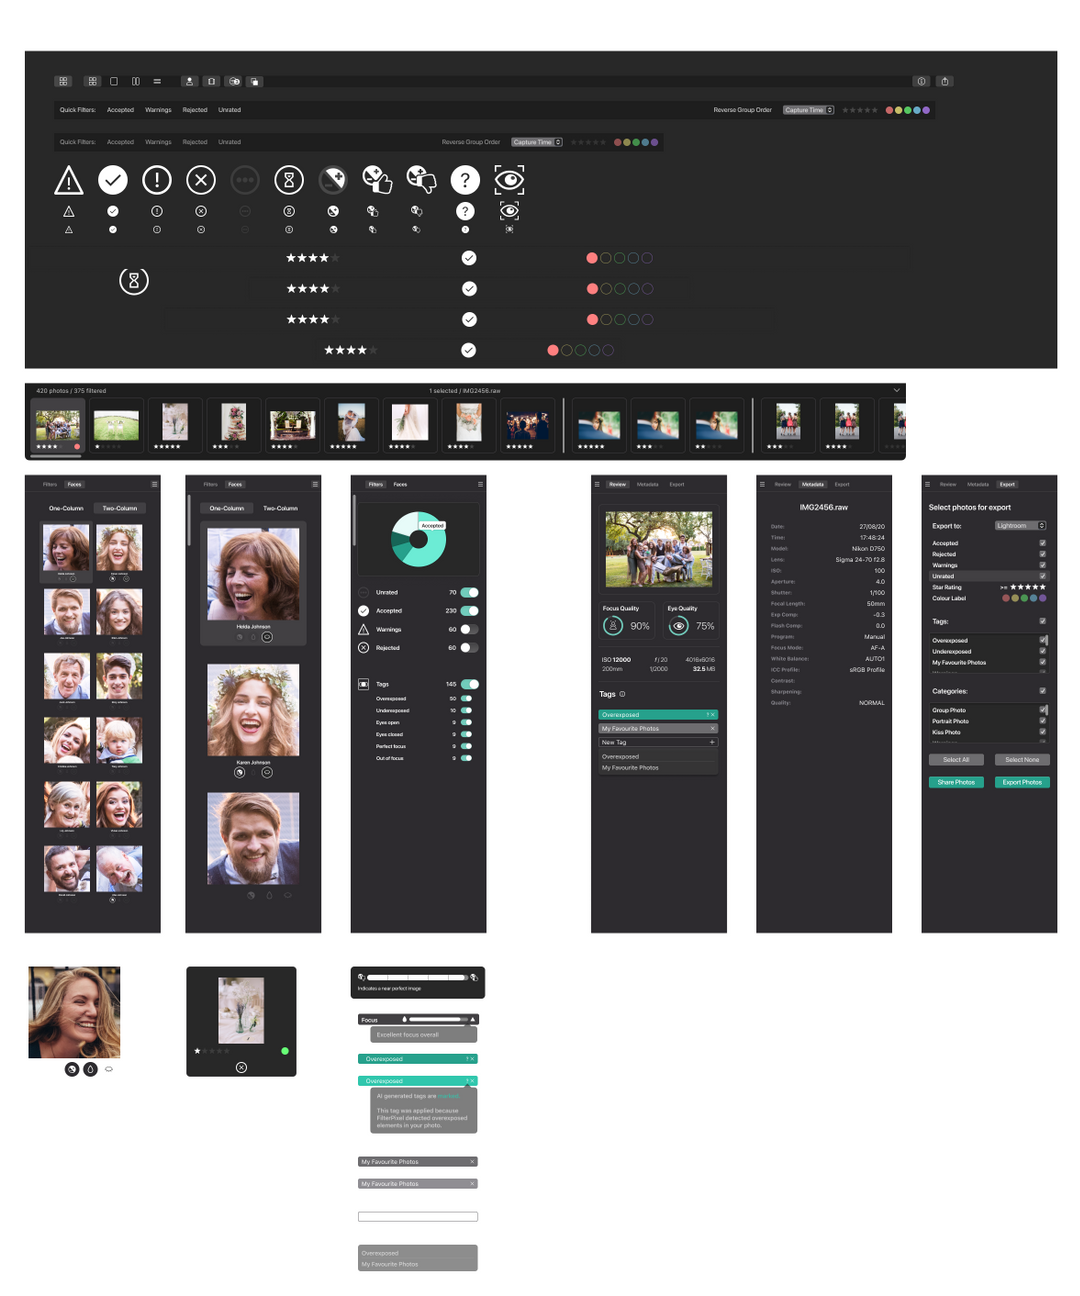 Quick Filters: Accepted Warnings Rejected Unrated Reverse Group Order Capture Time
Quick Filters: Accepted Warnings Rejected Unrated Reverse Group Order Capture Time
420 photos / 375 filtered 1 selected / IMG2456.raw
Filters Faces
One-Column Two-Column
Filters Faces
One-Column Two-Column
Helda Johnson
Karen Johnson
Filters Faces
Accepted
Unrated 70
Accepted 230
Warnings 60
Rejected 60
Tags 145
Overexposed 50
Underexposed 10
Eyes open 9
Eyes closed 9
Perfect focus 9
Out of focus 9
Review Metadata Export
Focus Quality Eye Quality
90% 75%
ISO 12000 f / 20 4016x6016
200mm 1/2000 32.5 MB
Tags
Overexposed ? ×
My Favourite Photos ×
New Tag +
Overexposed
My Favourite Photos
Review Metadata Export
IMG2456.raw
Date: 27/08/20
Time: 17:48:24
Model: Nikon D750
Lens: Sigma 24-70 f2.8
ISO: 100
Aperture: 4.0
Shutter: 1/100
Focal Length: 50mm
Exp Comp: -0.3
Flash Comp: 0.0
Program: Manual
Focus Mode: AF-A
White Balance: AUTO1
ICC Profile: sRGB Profile
Contrast:
Sharpening:
Quality: NORMAL
Review Metadata Export
Select photos for export
Export to: Lightroom
Accepted
Rejected
Warnings
Unrated
Star Rating >= ★★★★★
Colour Label
Tags:
Overexposed
Underexposed
My Favourite Photos
Categories:
Group Photo
Portrait Photo
Kiss Photo
Select All Select None
Share Photos Export Photos
Indicates a near perfect image
Focus
Excellent focus overall
Overexposed ? ×
Overexposed ? ×
AI generated tags are
This tag was applied because
FilterPixel detected overexposed
elements in your photo.
My Favourite Photos ×
My Favourite Photos ×
Overexposed
My Favourite Photos